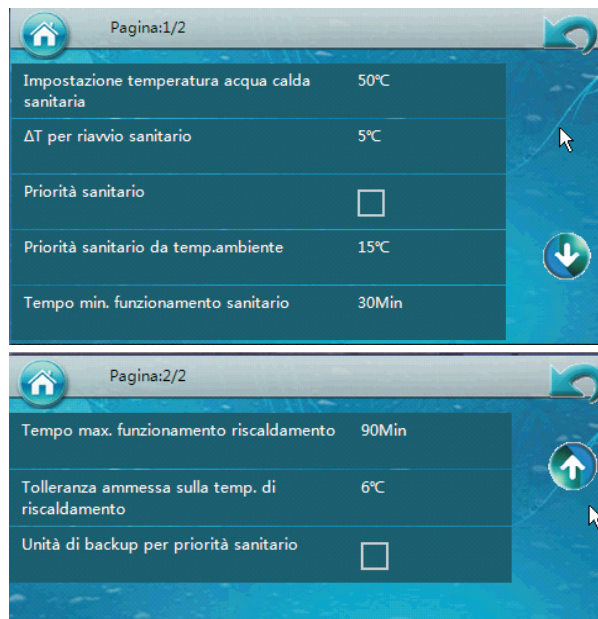 Pagina:1/2
Impostazione temperatura acqua calda 50℃
sanitaria
ΔT per riavvio sanitario 5℃
Priorità sanitario
Priorità sanitario da temp.ambiente 15℃
Tempo min. funzionamento sanitario 30Min
Pagina:2/2
Tempo max. funzionamento riscaldamento 90Min
Tolleranza ammessa sulla temp. di 6℃
riscaldamento
Unità di backup per priorità sanitario